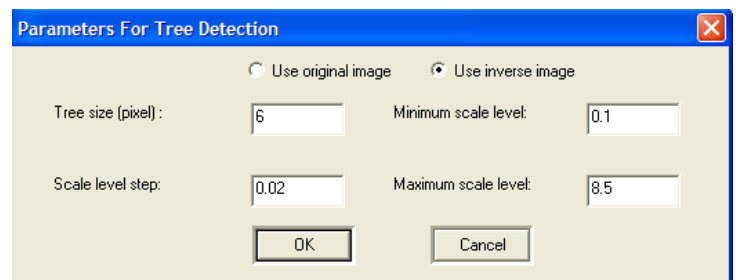 Parameters For Tree Detection
Use original image Use inverse image
Tree size (pixel) : 6 Minimum scale level: 0.1
Scale level step: 0.02 Maximum scale level: 8.5
OK Cancel